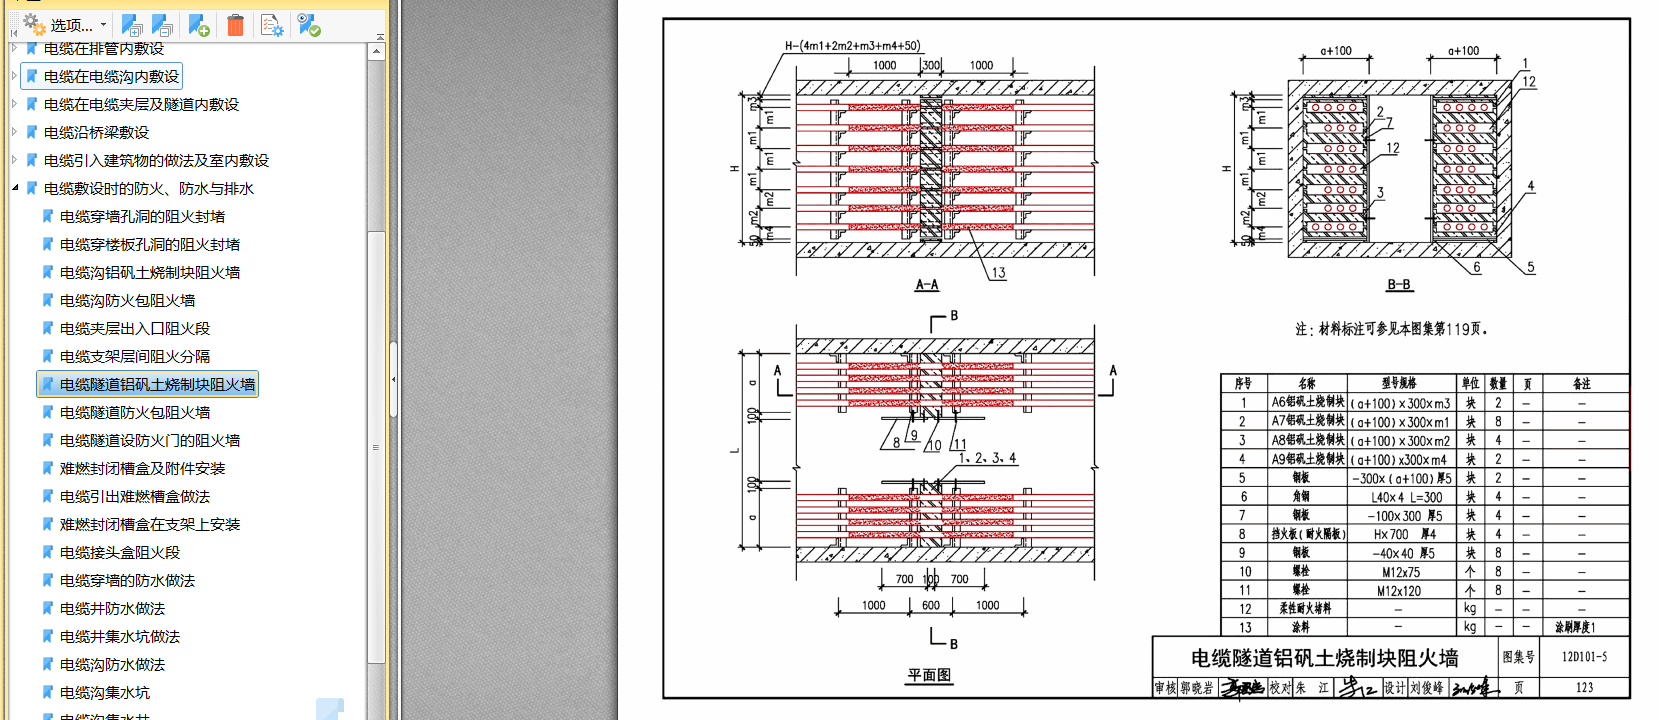 选项...
电缆在排管内敷设
电缆在电缆沟内敷设
电缆在电缆夹层及隧道内敷设
电缆沿桥梁敷设
电缆引入建筑物的做法及室内敷设
电缆敷设时的防火、防水与排水
电缆穿墙孔洞的阻火封堵
电缆穿楼板孔洞的阻火封堵
电缆沟铝矾土烧制块阻火墙
电缆沟防火包阻火墙
电缆夹层出入口阻火段
电缆支架层间阻火分隔
电缆隧道铝矾土烧制块阻火墙
电缆隧道防火包阻火墙
电缆隧道设防火门的阻火墙
难燃封闭槽盒及附件安装
电缆引出难燃槽盒做法
难燃封闭槽盒在支架上安装
电缆接头盒阻火段
电缆穿墙的防水做法
电缆井防水做法
电缆井集水坑做法
电缆沟防水做法
电缆沟集水坑
电缆沟集水井
H-(4m1+2m2+m3+m4+50)
1000 300 1000
m3
m1
m1
m1
m1
m2
m2
m4
50
H
13
A-A
a+100 a+100
1
12
2
7
12
3
4
6
5
m3
m1
m1
m1
m2
m2
m4
50
H
B-B
注：材料标注可参见本图集第119页。
B
A A
a
100
L
100
a
8 9 10 11
1、2、3、4
700 100 700
1000 600 1000
B
平面图
序号 名称 型号规格 单位 数量 页 备注
1 A6铝矾土烧制块 (a+100)×300×m3 块 2 — —
2 A7铝矾土烧制块 (a+100)×300×m1 块 8 — —
3 A8铝矾土烧制块 (a+100)×300×m2 块 4 — —
4 A9铝矾土烧制块 (a+100)x300×m4 块 2 — —
5 钢板 -300×(a+100)厚5 块 2 — —
6 角钢 L40×4 L=300 块 4 — —
7 钢板 -100×300 厚5 块 4 — —
8 挡火板(耐火隔板) H×700 厚4 块 4 — —
9 钢板 -40×40 厚5 块 8 — —
10 螺栓 M12x75 个 8 — —
11 螺栓 M12x120 个 8 — —
12 柔性耐火堵料 — kg — — —
13 涂料 — kg — — 涂刷厚度1
电缆隧道铝矾土烧制块阻火墙 图集号 12D101-5
审核 郭晓岩 校对 朱 江 设计 刘俊峰 页 123